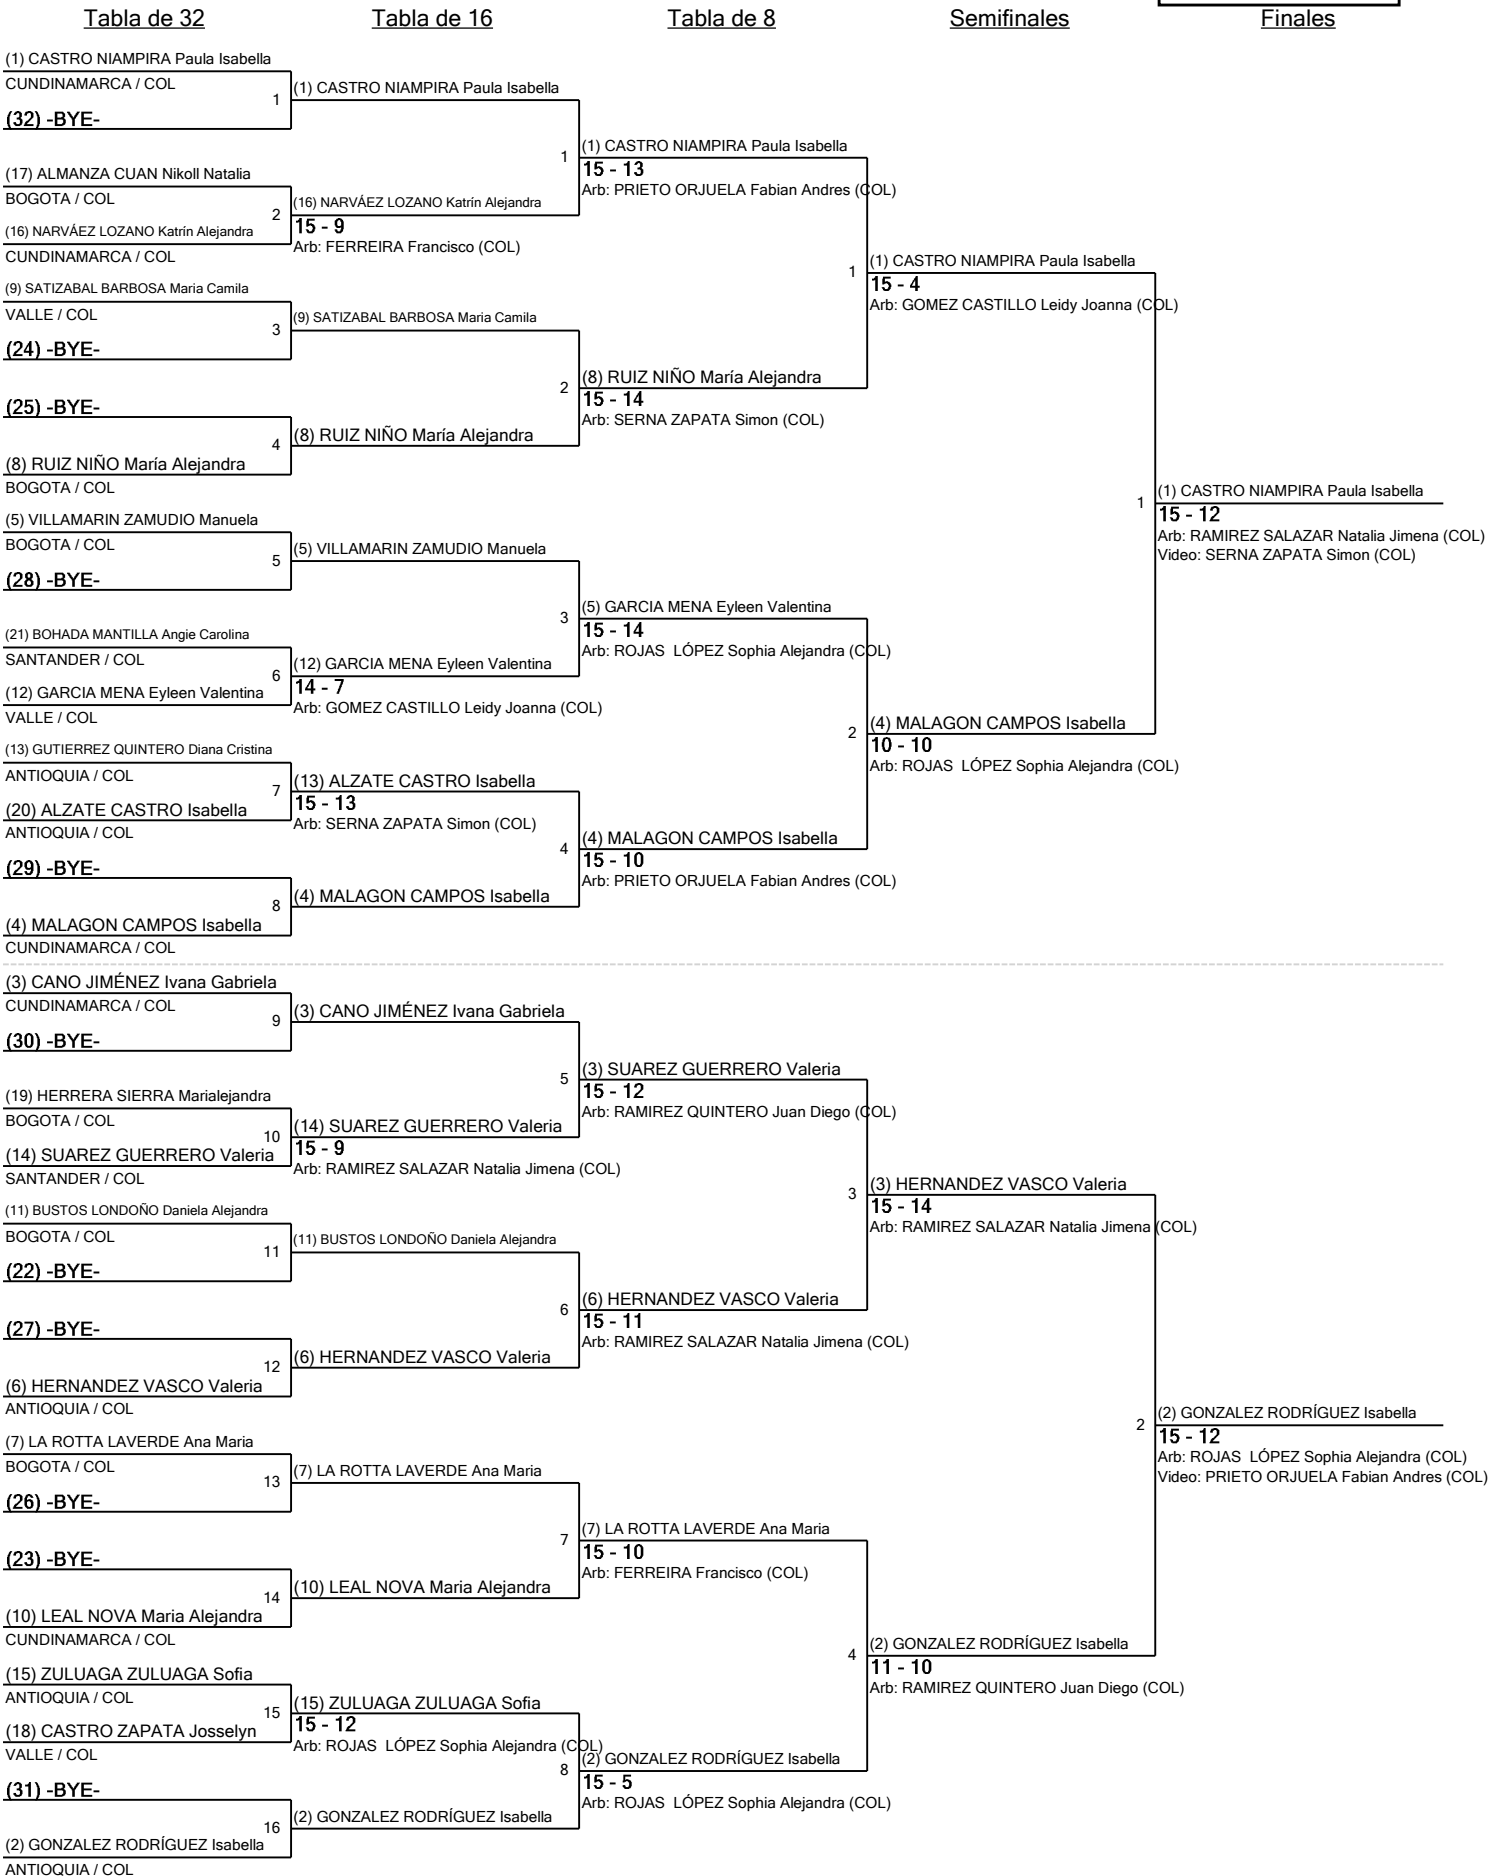 Tabla de 32
Tabla de 16
Tabla de 8
Semifinales
Finales
(1) CASTRO NIAMPIRA Paula Isabella
CUNDINAMARCA / COL
1
(32) -BYE-
(17) ALMANZA CUAN Nikoll Natalia
BOGOTA / COL
2
(16) NARVÁEZ LOZANO Katrín Alejandra
CUNDINAMARCA / COL
(9) SATIZABAL BARBOSA Maria Camila
VALLE / COL
3
(24) -BYE-
(25) -BYE-
4
(8) RUIZ NIÑO María Alejandra
BOGOTA / COL
(5) VILLAMARIN ZAMUDIO Manuela
BOGOTA / COL
5
(28) -BYE-
(21) BOHADA MANTILLA Angie Carolina
SANTANDER / COL
6
(12) GARCIA MENA Eyleen Valentina
VALLE / COL
(13) GUTIERREZ QUINTERO Diana Cristina
ANTIOQUIA / COL
7
(20) ALZATE CASTRO Isabella
ANTIOQUIA / COL
(29) -BYE-
8
(4) MALAGON CAMPOS Isabella
CUNDINAMARCA / COL
(3) CANO JIMÉNEZ Ivana Gabriela
CUNDINAMARCA / COL
9
(30) -BYE-
(19) HERRERA SIERRA Marialejandra
BOGOTA / COL
10
(14) SUAREZ GUERRERO Valeria
SANTANDER / COL
(11) BUSTOS LONDOÑO Daniela Alejandra
BOGOTA / COL
11
(22) -BYE-
(27) -BYE-
12
(6) HERNANDEZ VASCO Valeria
ANTIOQUIA / COL
(7) LA ROTTA LAVERDE Ana Maria
BOGOTA / COL
13
(26) -BYE-
(23) -BYE-
14
(10) LEAL NOVA Maria Alejandra
CUNDINAMARCA / COL
(15) ZULUAGA ZULUAGA Sofia
ANTIOQUIA / COL
15
(18) CASTRO ZAPATA Josselyn
VALLE / COL
(31) -BYE-
16
(2) GONZALEZ RODRÍGUEZ Isabella
ANTIOQUIA / COL
(1) CASTRO NIAMPIRA Paula Isabella
1
(16) NARVÁEZ LOZANO Katrín Alejandra
15 - 9
Arb: FERREIRA Francisco (COL)
(9) SATIZABAL BARBOSA Maria Camila
2
(8) RUIZ NIÑO María Alejandra
(5) VILLAMARIN ZAMUDIO Manuela
3
(12) GARCIA MENA Eyleen Valentina
14 - 7
Arb: GOMEZ CASTILLO Leidy Joanna (COL)
(13) ALZATE CASTRO Isabella
15 - 13
Arb: SERNA ZAPATA Simon (COL)
4
(4) MALAGON CAMPOS Isabella
(3) CANO JIMÉNEZ Ivana Gabriela
5
(14) SUAREZ GUERRERO Valeria
15 - 9
Arb: RAMIREZ SALAZAR Natalia Jimena (COL)
(11) BUSTOS LONDOÑO Daniela Alejandra
6
(6) HERNANDEZ VASCO Valeria
(7) LA ROTTA LAVERDE Ana Maria
7
(10) LEAL NOVA Maria Alejandra
(15) ZULUAGA ZULUAGA Sofia
15 - 12
Arb: ROJAS LÓPEZ Sophia Alejandra (COL)
8
(2) GONZALEZ RODRÍGUEZ Isabella
(1) CASTRO NIAMPIRA Paula Isabella
15 - 13
Arb: PRIETO ORJUELA Fabian Andres (COL)
1
(8) RUIZ NIÑO María Alejandra
15 - 14
Arb: SERNA ZAPATA Simon (COL)
(5) GARCIA MENA Eyleen Valentina
15 - 14
Arb: ROJAS LÓPEZ Sophia Alejandra (COL)
2
(4) MALAGON CAMPOS Isabella
15 - 10
Arb: PRIETO ORJUELA Fabian Andres (COL)
(3) SUAREZ GUERRERO Valeria
15 - 12
Arb: RAMIREZ QUINTERO Juan Diego (COL)
3
(6) HERNANDEZ VASCO Valeria
15 - 11
Arb: RAMIREZ SALAZAR Natalia Jimena (COL)
(7) LA ROTTA LAVERDE Ana Maria
15 - 10
Arb: FERREIRA Francisco (COL)
4
(2) GONZALEZ RODRÍGUEZ Isabella
15 - 5
Arb: ROJAS LÓPEZ Sophia Alejandra (COL)
(1) CASTRO NIAMPIRA Paula Isabella
15 - 4
Arb: GOMEZ CASTILLO Leidy Joanna (COL)
1
(4) MALAGON CAMPOS Isabella
10 - 10
Arb: ROJAS LÓPEZ Sophia Alejandra (COL)
(3) HERNANDEZ VASCO Valeria
15 - 14
Arb: RAMIREZ SALAZAR Natalia Jimena (COL)
2
(2) GONZALEZ RODRÍGUEZ Isabella
11 - 10
Arb: RAMIREZ QUINTERO Juan Diego (COL)
(1) CASTRO NIAMPIRA Paula Isabella
15 - 12
Arb: RAMIREZ SALAZAR Natalia Jimena (COL)
Video: SERNA ZAPATA Simon (COL)
(2) GONZALEZ RODRÍGUEZ Isabella
15 - 12
Arb: ROJAS LÓPEZ Sophia Alejandra (COL)
Video: PRIETO ORJUELA Fabian Andres (COL)